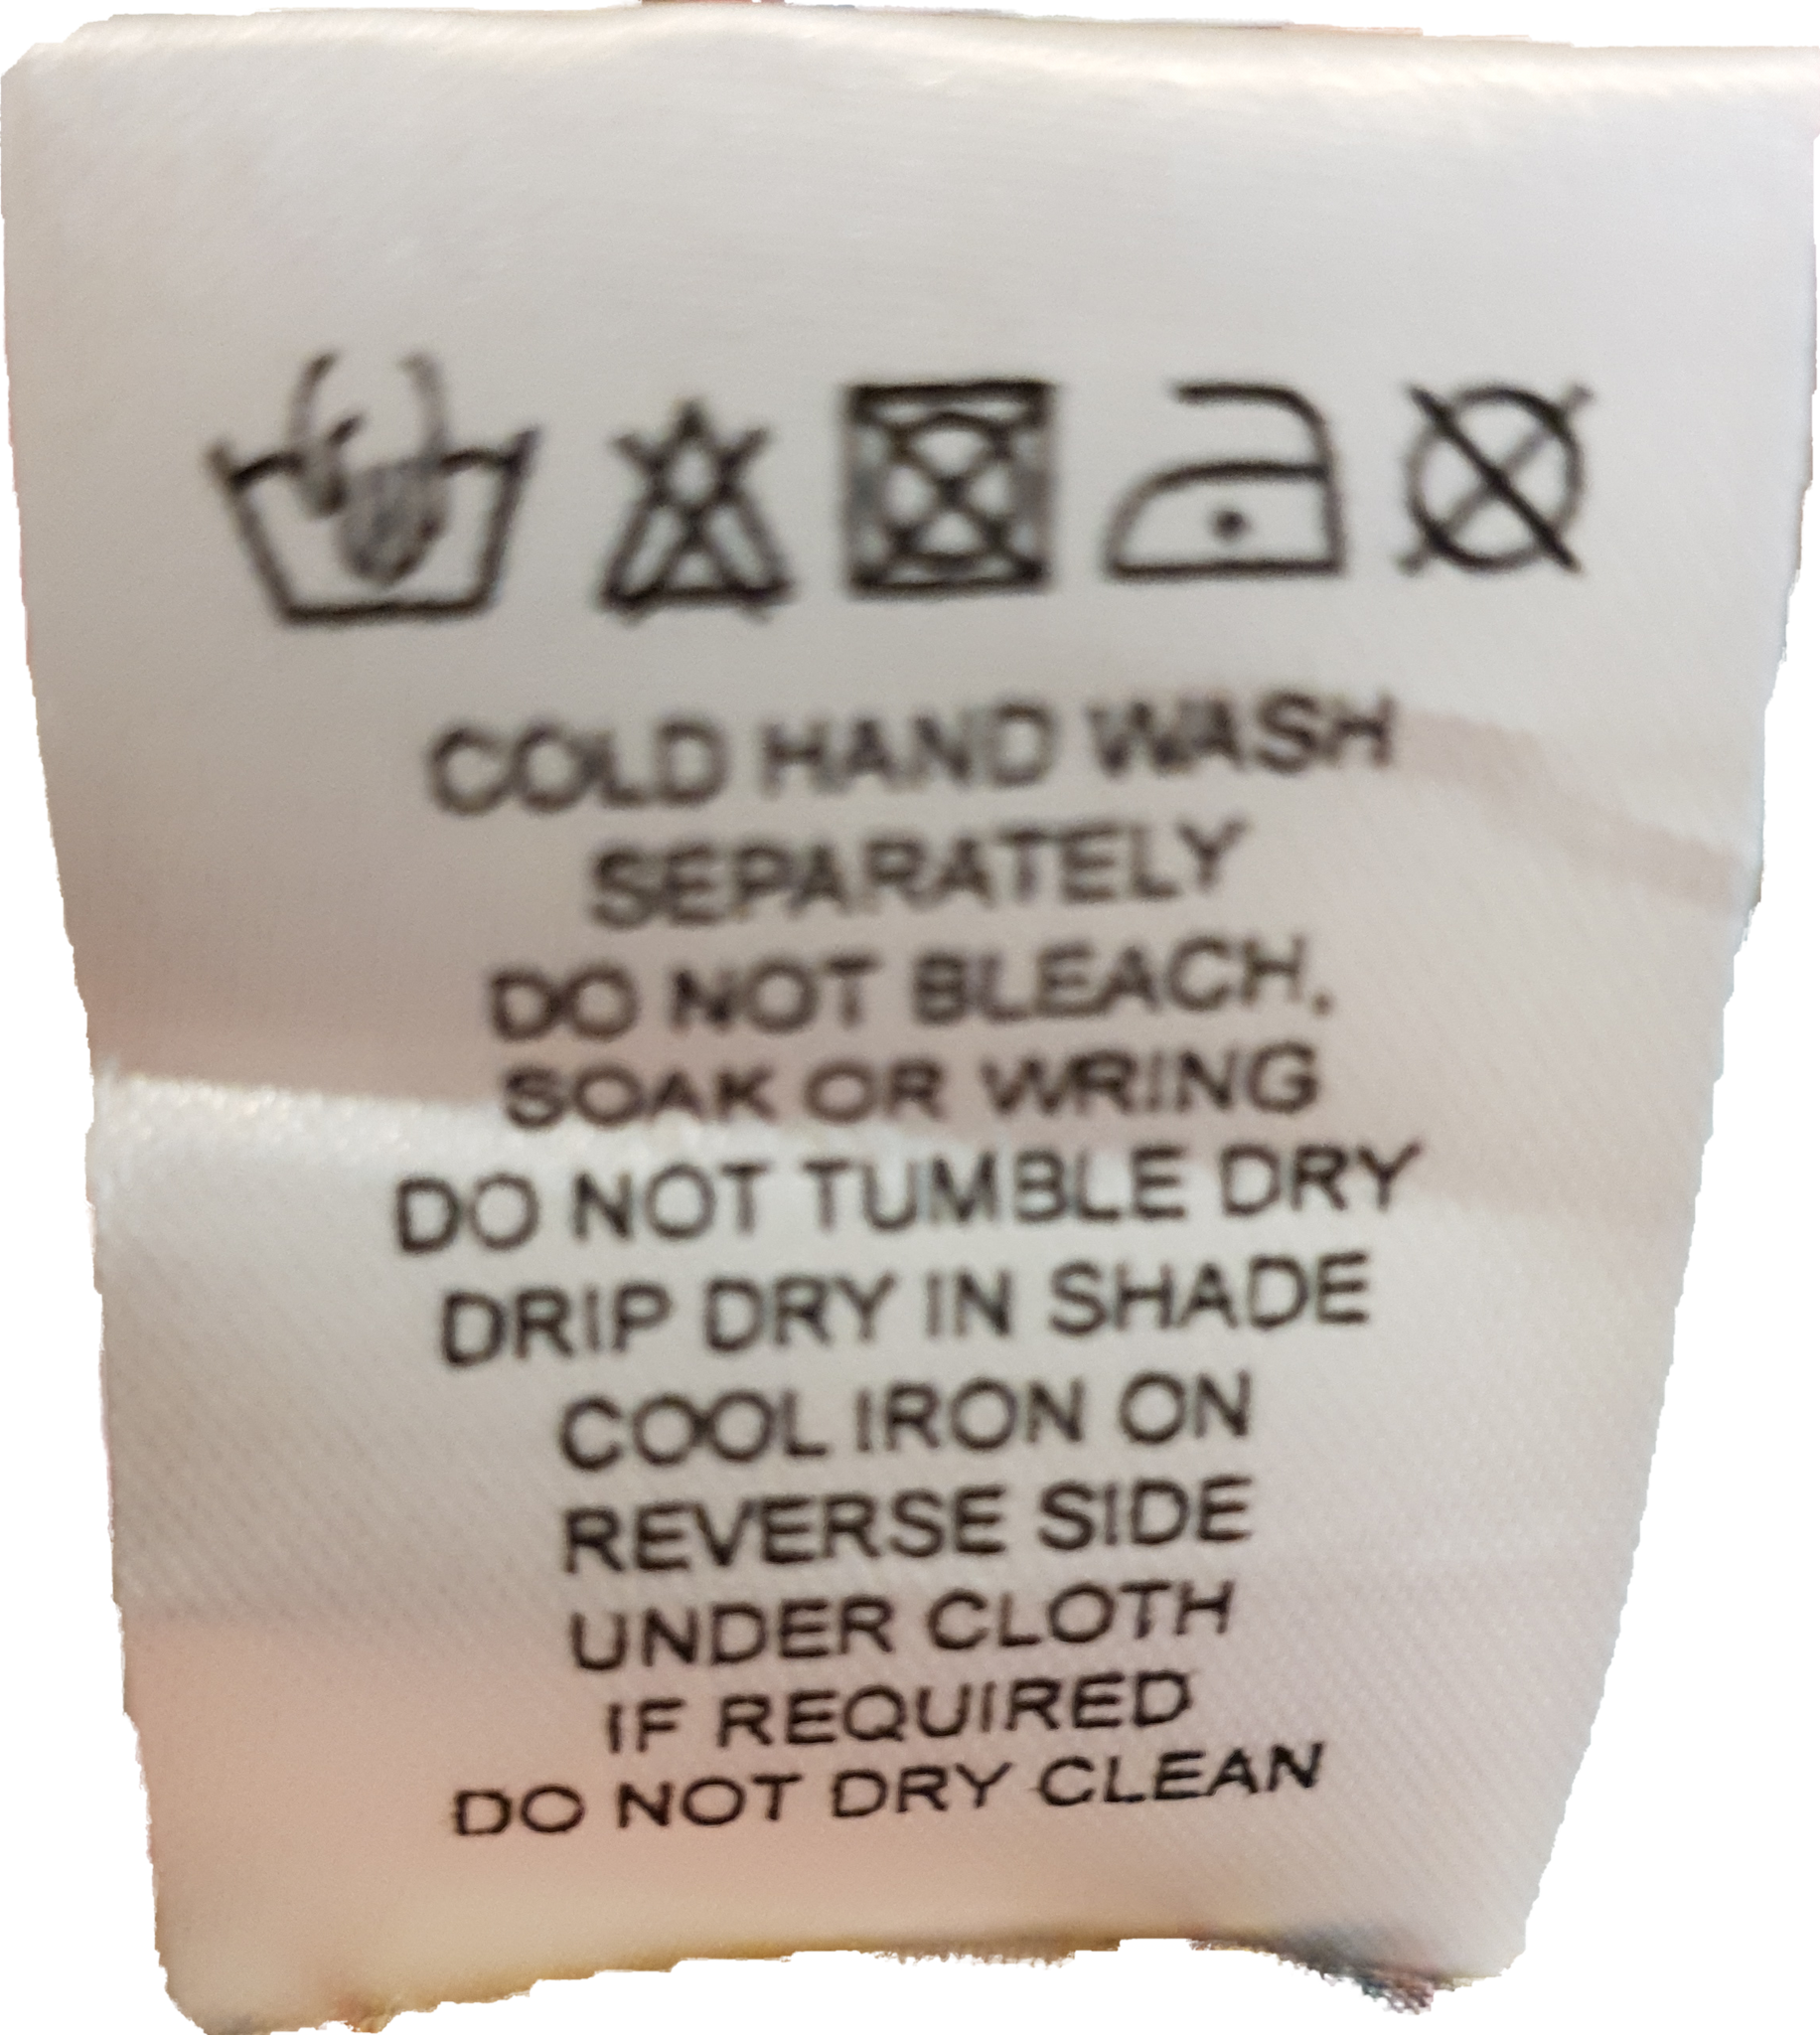 COLD HAND WASH
SEPARATELY
DO NOT BLEACH,
SOAK OR WRING
DO NOT TUMBLE DRY
DRIP DRY IN SHADE
COOL IRON ON
REVERSE SIDE
UNDER CLOTH
IF REQUIRED
DO NOT DRY CLEAN